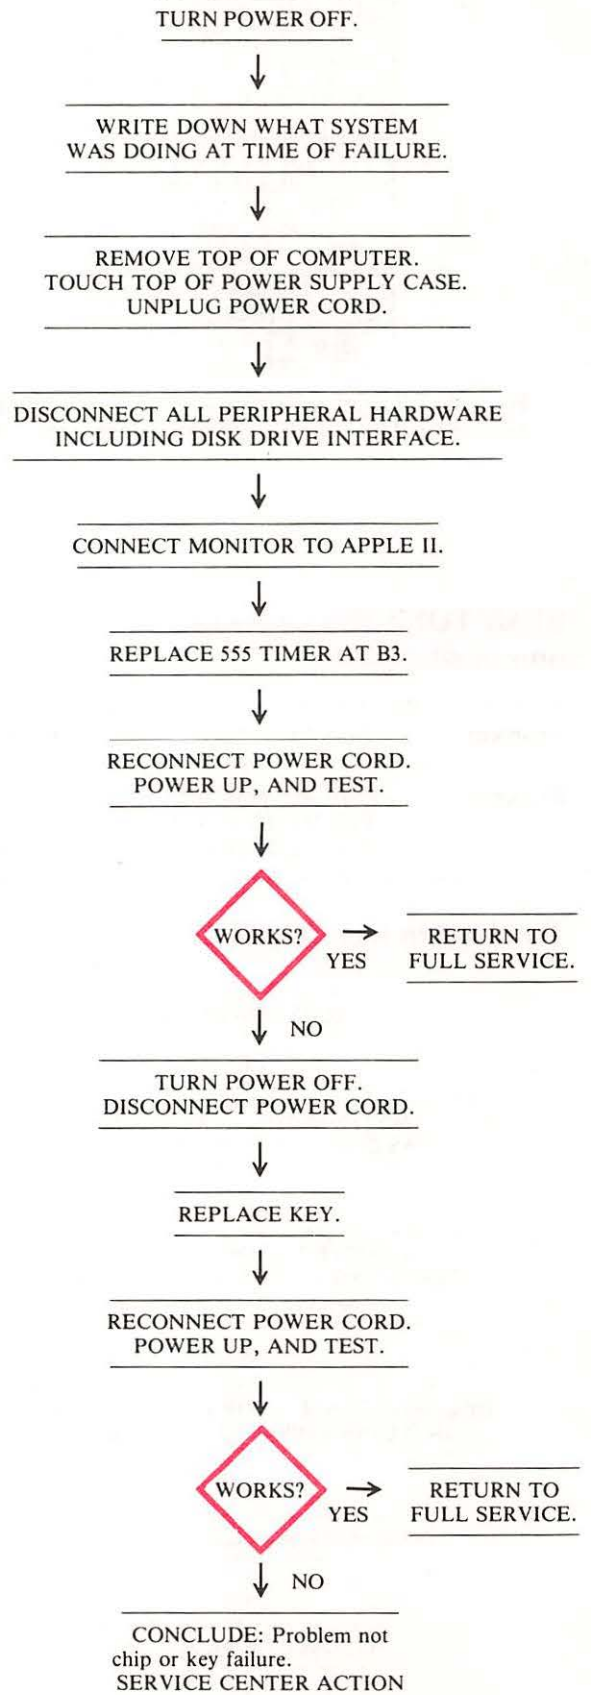 TURN POWER OFF.
WRITE DOWN WHAT SYSTEM
WAS DOING AT TIME OF FAILURE.
REMOVE TOP OF COMPUTER.
TOUCH TOP OF POWER SUPPLY CASE.
UNPLUG POWER CORD.
DISCONNECT ALL PERIPHERAL HARDWARE
INCLUDING DISK DRIVE INTERFACE.
CONNECT MONITOR TO APPLE II.
REPLACE 555 TIMER AT B3.
RECONNECT POWER CORD.
POWER UP, AND TEST.
WORKS?
YES
RETURN TO
FULL SERVICE.
NO
TURN POWER OFF.
DISCONNECT POWER CORD.
REPLACE KEY.
RECONNECT POWER CORD.
POWER UP, AND TEST.
WORKS?
YES
RETURN TO
FULL SERVICE.
NO
CONCLUDE: Problem not
chip or key failure.
SERVICE CENTER ACTION